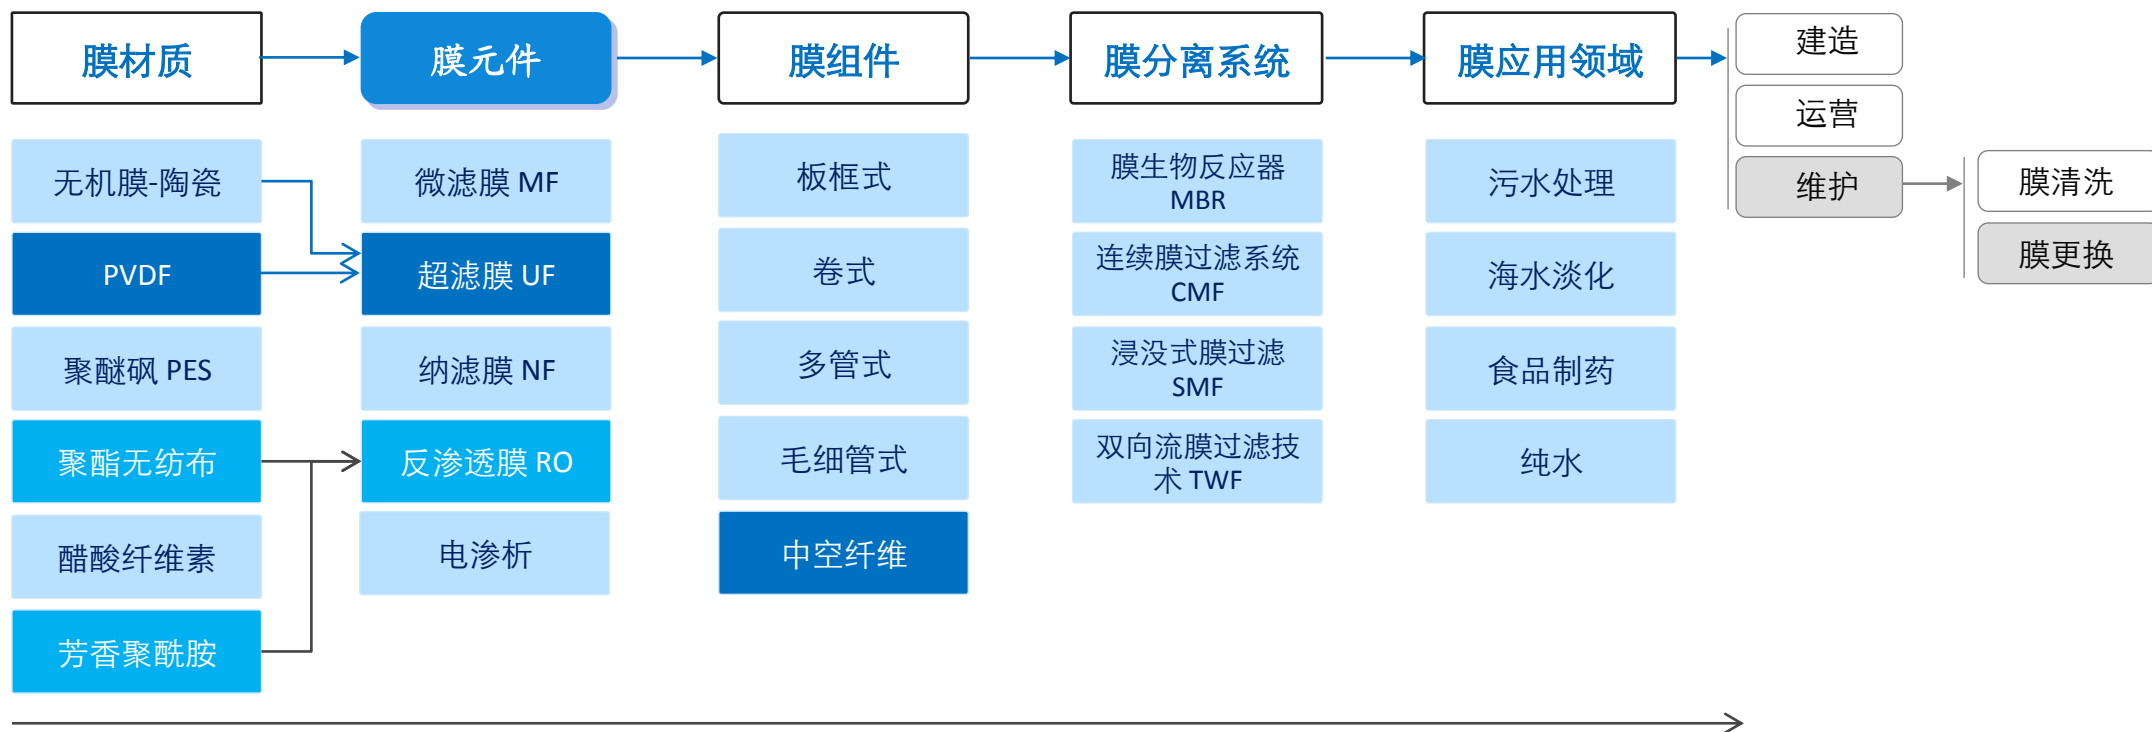 膜材质
膜元件
膜组件
膜分离系统
膜应用领域
建造
运营
维护
膜清洗
膜更换
无机膜-陶瓷
PVDF
聚醚砜 PES
聚酯无纺布
醋酸纤维素
芳香聚酰胺
微滤膜 MF
超滤膜 UF
纳滤膜 NF
反渗透膜 RO
电渗析
板框式
卷式
多管式
毛细管式
中空纤维
膜生物反应器
MBR
连续膜过滤系统
CMF
浸没式膜过滤
SMF
双向流膜过滤技
术 TWF
污水处理
海水淡化
食品制药
纯水